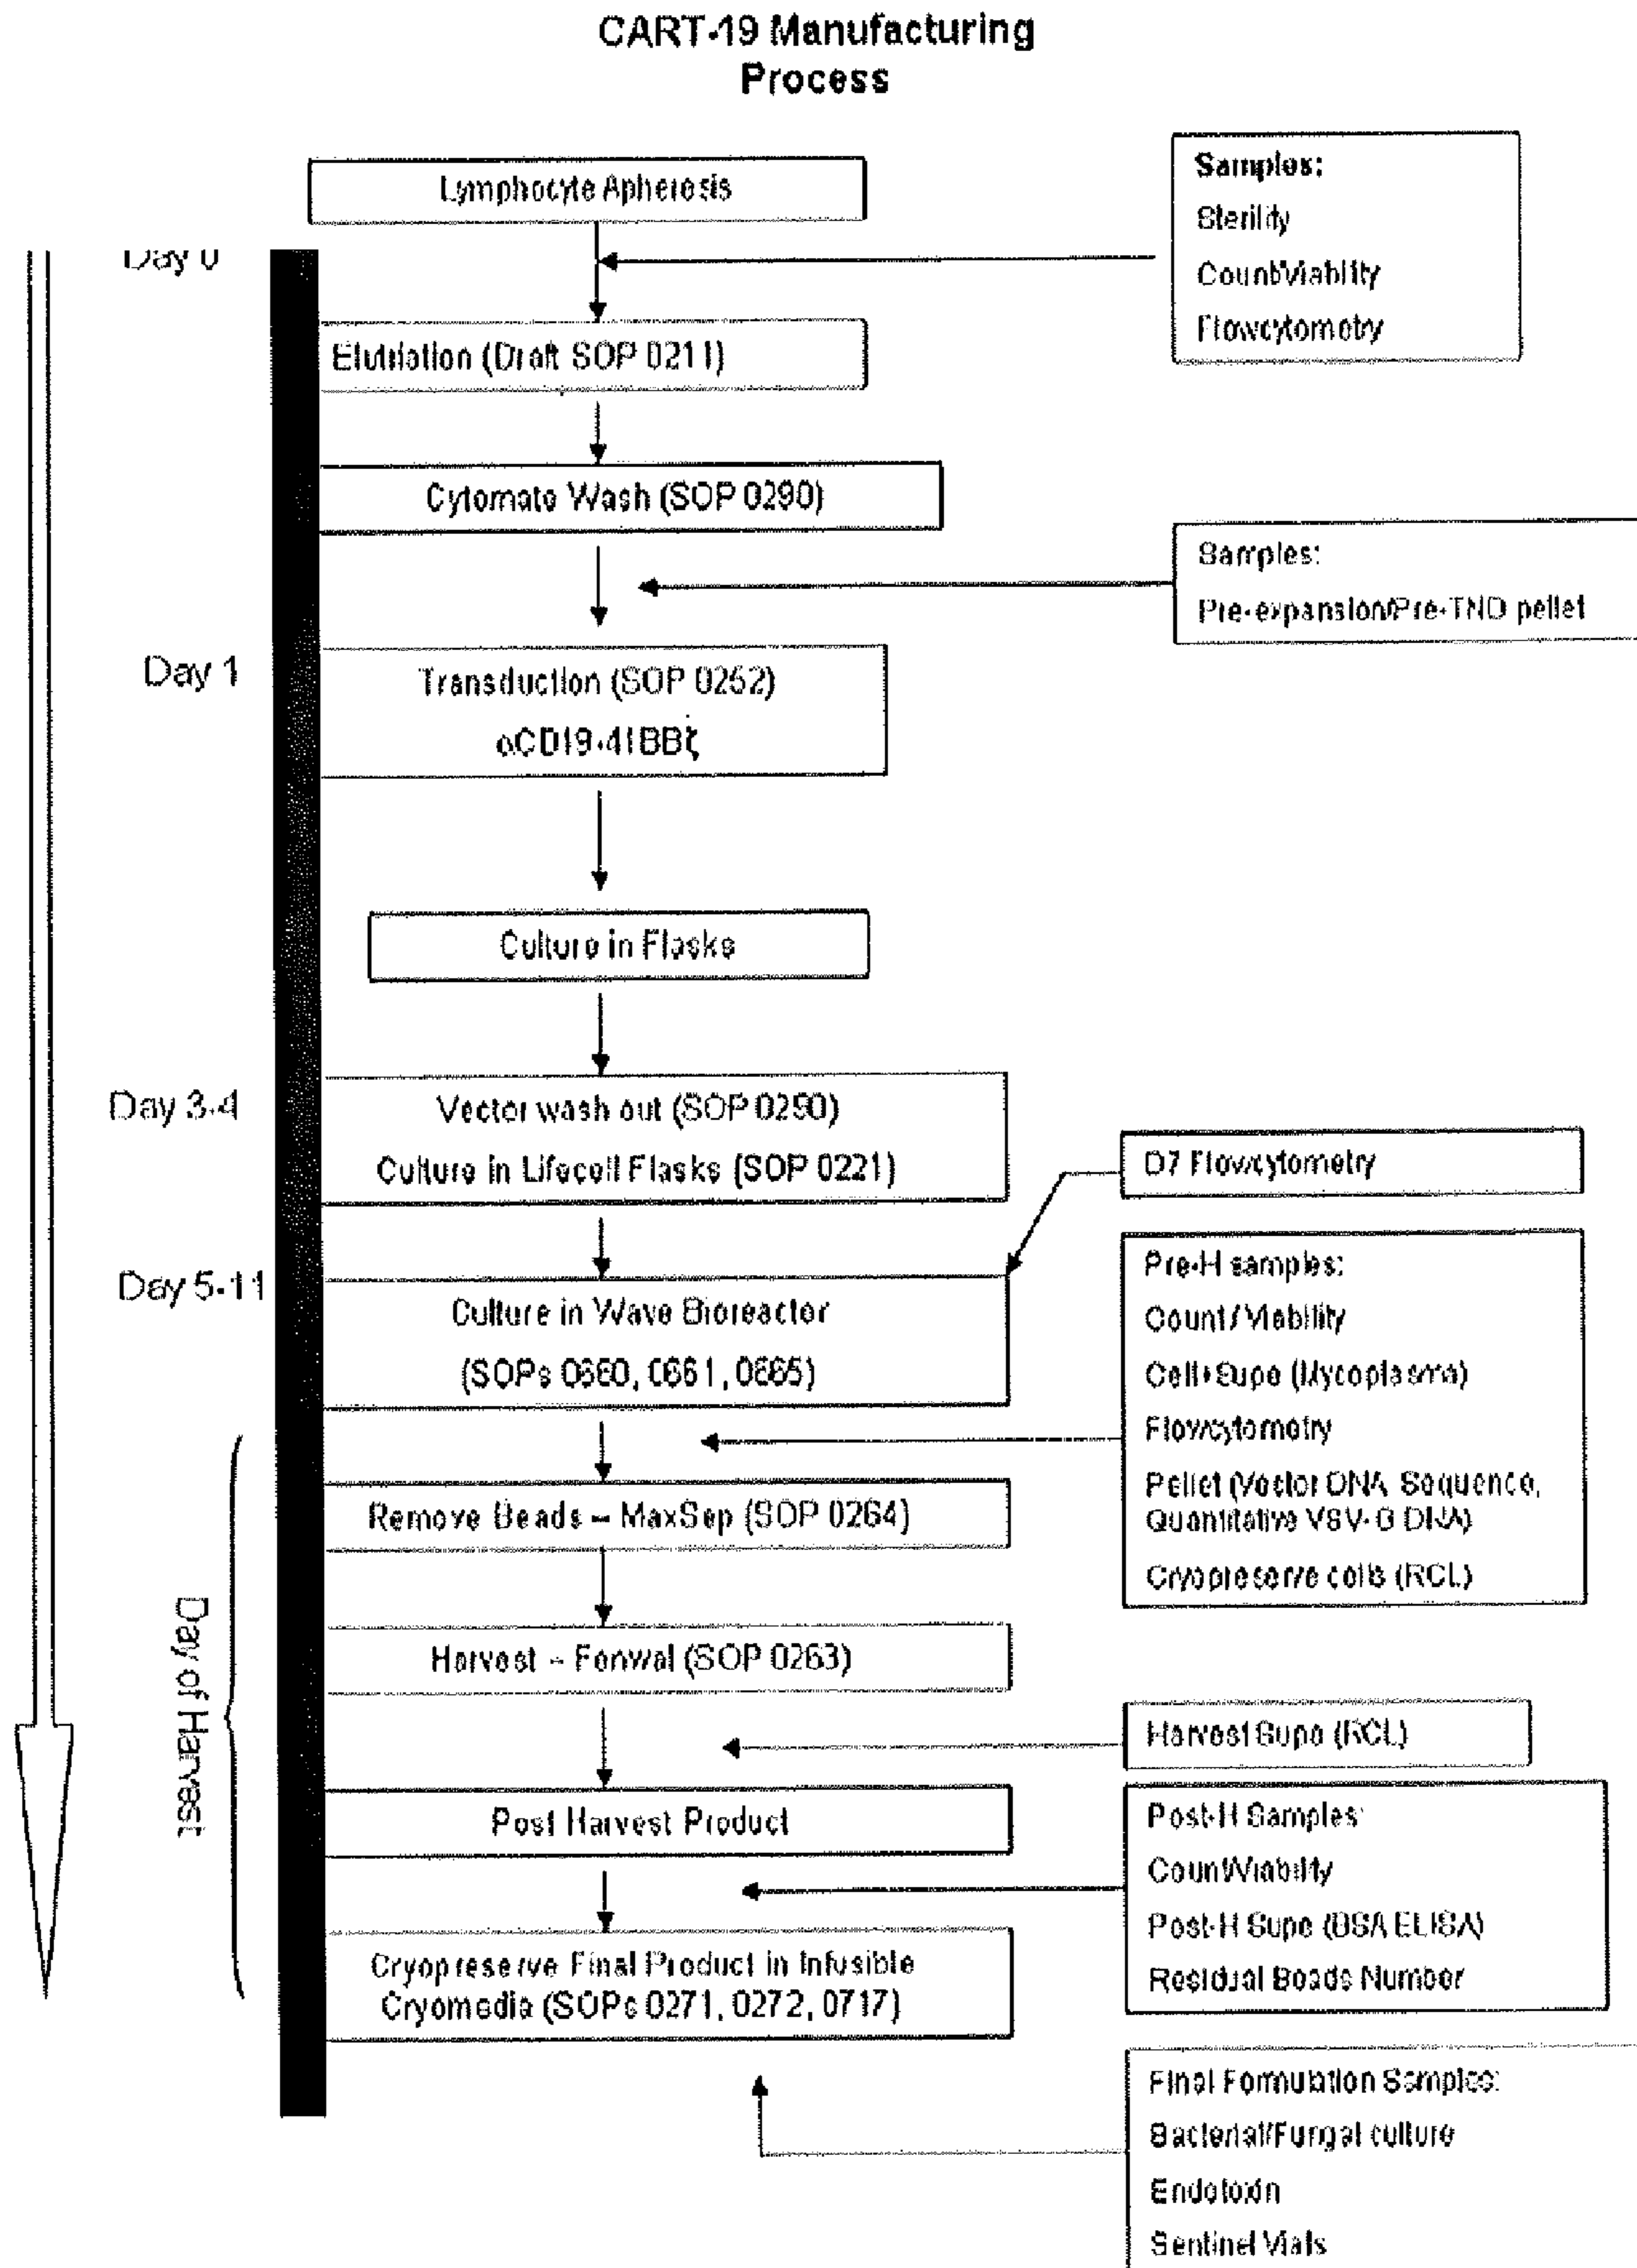 CART-19 Manufacturing
Process
Lymphocyte Apheresis
Samples:
Sterility
Count/Viability
Flowcytometry
Day 0
Elutriation (Draft SOP 0211)
Cytomate Wash (SOP 0290)
Samples:
Pre-expansion/Pre-TND pellet
Day 1
Transduction (SOP 0262)
αCD19-41BBζ
Culture in Flasks
Day 3-4
Vector wash out (SOP 0290)
Culture in Lifecell Flasks (SOP 0221)
D7 Flowcytometry
Day 5-11
Culture in Wave Bioreactor
(SOPs 0660, 0661, 0665)
Pre-H samples:
Count / Viability
Cell+Supe (Mycoplasma)
Flowcytometry
Pellet (Vector DNA Sequence,
Quantitative VSV-G DNA)
Cryopreserve cells (RCL)
Day of Harvest
Remove Beads – MaxSep (SOP 0264)
Harvest – Fenwal (SOP 0263)
Harvest Supe (RCL)
Post Harvest Product
Post-H Samples:
Count/Viability
Post-H Supe (BSA ELISA)
Residual Beads Number
Cryopreserve Final Product in Infusible
Cryomedia (SOPs 0271, 0272, 0717)
Final Formulation Samples:
Bacterial/Fungal culture
Endotoxin
Sentinel Vials